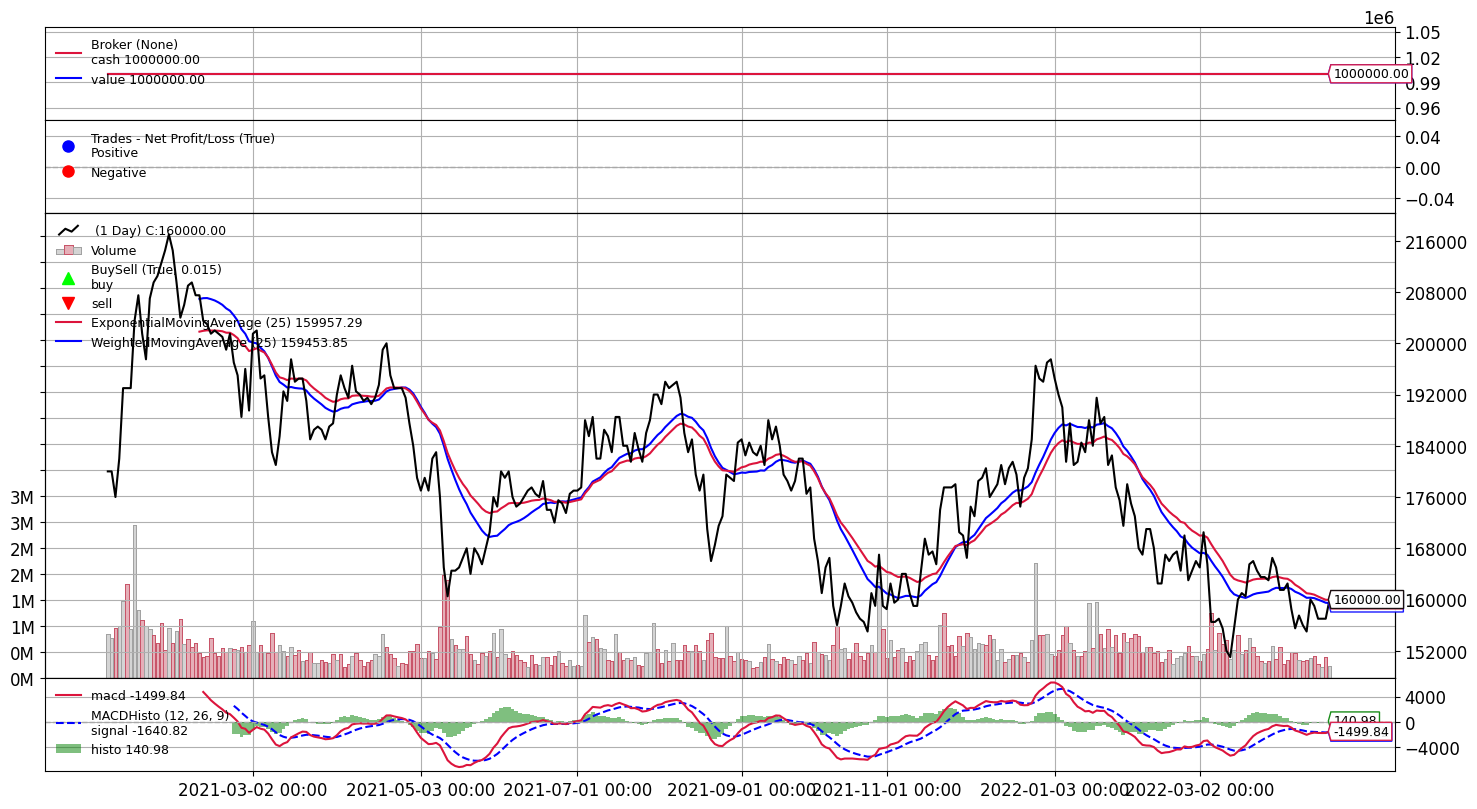 1e6
Broker (None)
cash 1000000.00
value 1000000.00
1.05
1.02
0.99
0.96
1000000.00
Trades - Net Profit/Loss (True)
Positive
Negative
0.04
0.00
−0.04
(1 Day) C:160000.00
Volume
BuySell (True, 0.015)
buy
sell
ExponentialMovingAverage (25) 159957.29
WeightedMovingAverage (25) 159453.85
216000
208000
200000
192000
184000
176000
168000
160000
152000
160000.00
3M
3M
2M
2M
1M
1M
0M
0M
macd -1499.84
MACDHisto (12, 26, 9)
signal -1640.82
histo 140.98
4000
0
−4000
140.98
-1499.84
2021-03-02 00:00
2021-05-03 00:00
2021-07-01 00:00
2021-09-01 00:00
2021-11-01 00:00
2022-01-03 00:00
2022-03-02 00:00